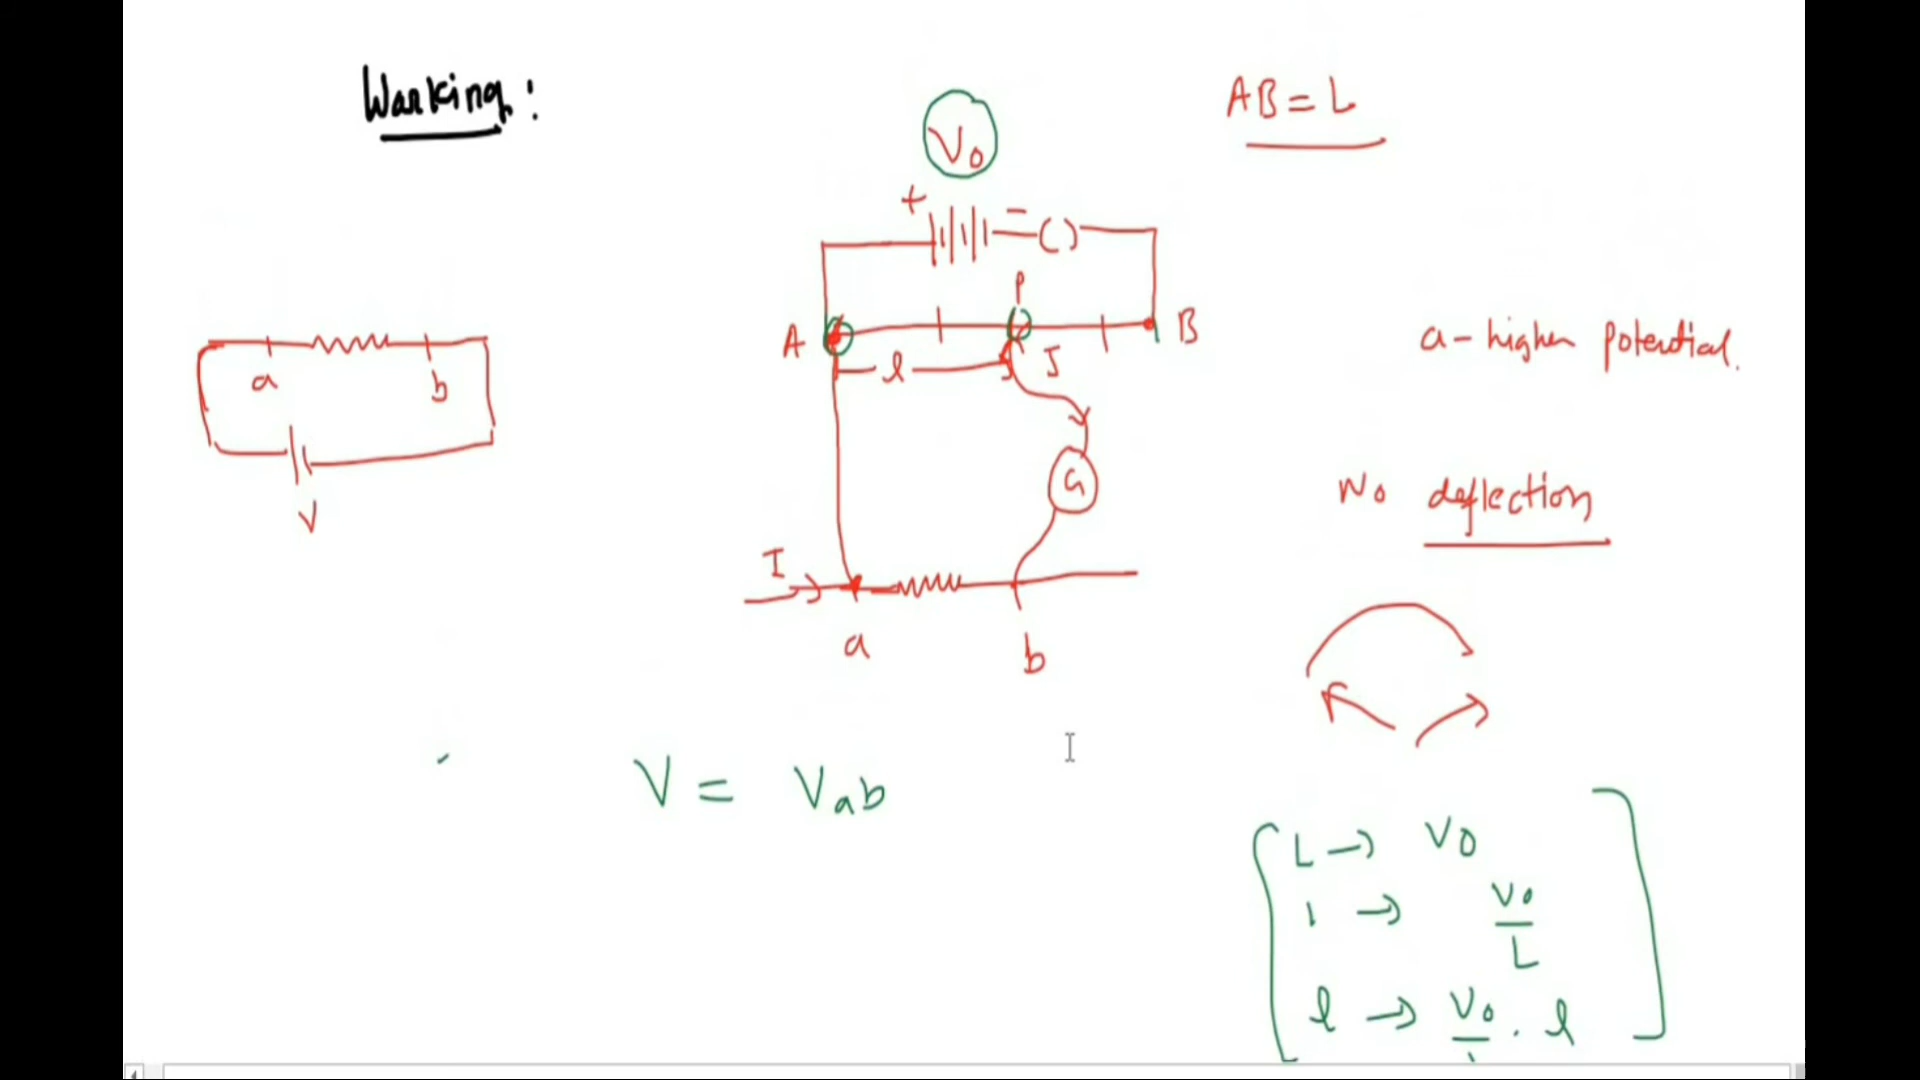 Working:
AB = L
V0
+ - ( )
P
A B
l J
a b
a - higher potential.
G
No deflection
V
I
a b
V = Vab
L → V0
1 → V0/L
l → V0/L . l